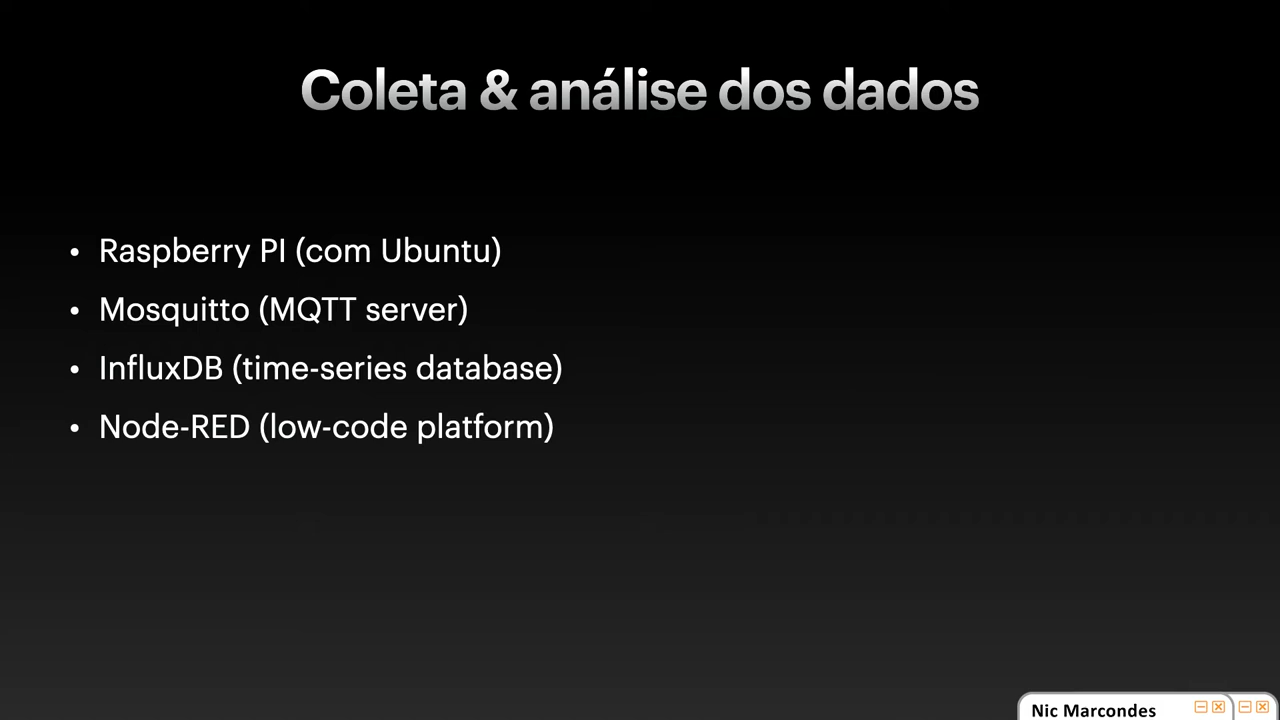 Coleta & análise dos dados
• Raspberry PI (com Ubuntu)
• Mosquitto (MQTT server)
• InfluxDB (time-series database)
• Node-RED (low-code platform)
Nic Marcondes